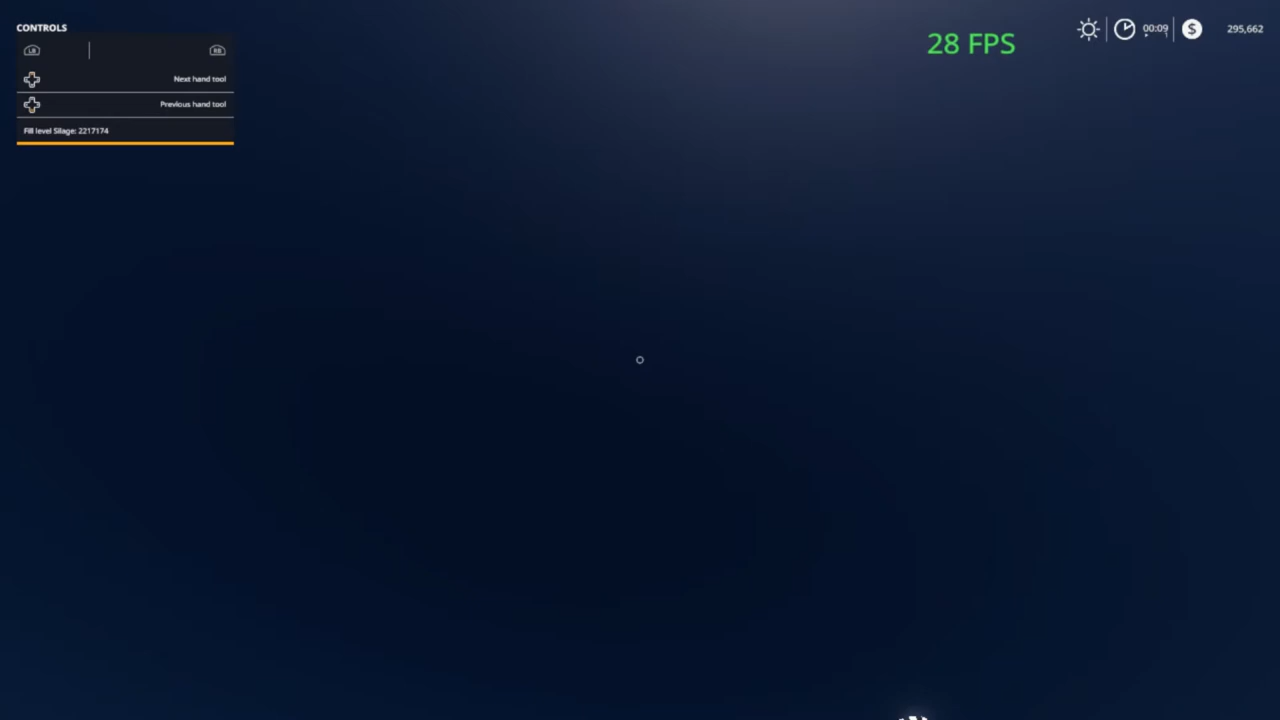 CONTROLS
LB
RB
Next hand tool
Previous hand tool
Fill level Silage: 2217174
28 FPS
00:09
$
295,662